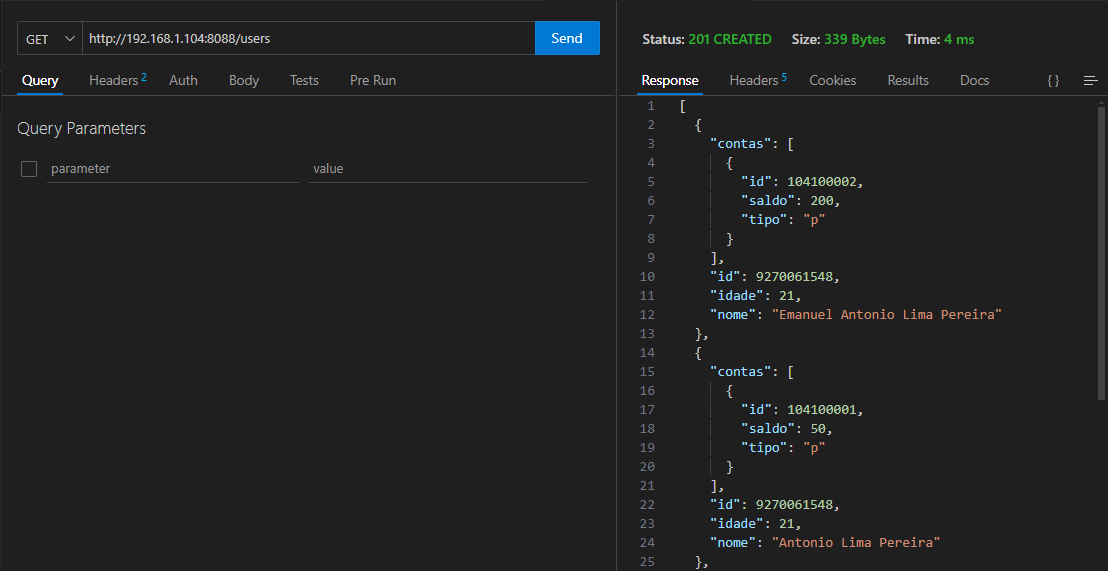 GET http://192.168.1.104:8088/users Send
Query Headers 2 Auth Body Tests Pre Run
Query Parameters
parameter value
Status: 201 CREATED Size: 339 Bytes Time: 4 ms
Response Headers 5 Cookies Results Docs { }
1 [
2 {
3 "contas": [
4 {
5 "id": 104100002,
6 "saldo": 200,
7 "tipo": "p"
8 }
9 ],
10 "id": 9270061548,
11 "idade": 21,
12 "nome": "Emanuel Antonio Lima Pereira"
13 },
14 {
15 "contas": [
16 {
17 "id": 104100001,
18 "saldo": 50,
19 "tipo": "p"
20 }
21 ],
22 "id": 9270061548,
23 "idade": 21,
24 "nome": "Antonio Lima Pereira"
25 },